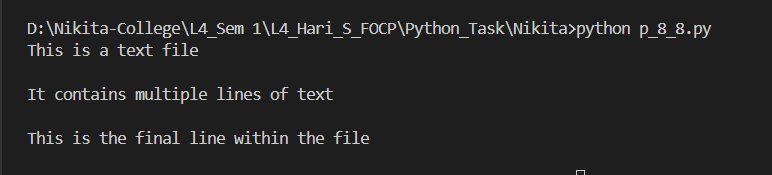 D:\Nikita-College\L4_Sem 1\L4_Hari_S_FOCP\Python_Task\Nikita>python p_8_8.py
This is a text file
It contains multiple lines of text
This is the final line within the file